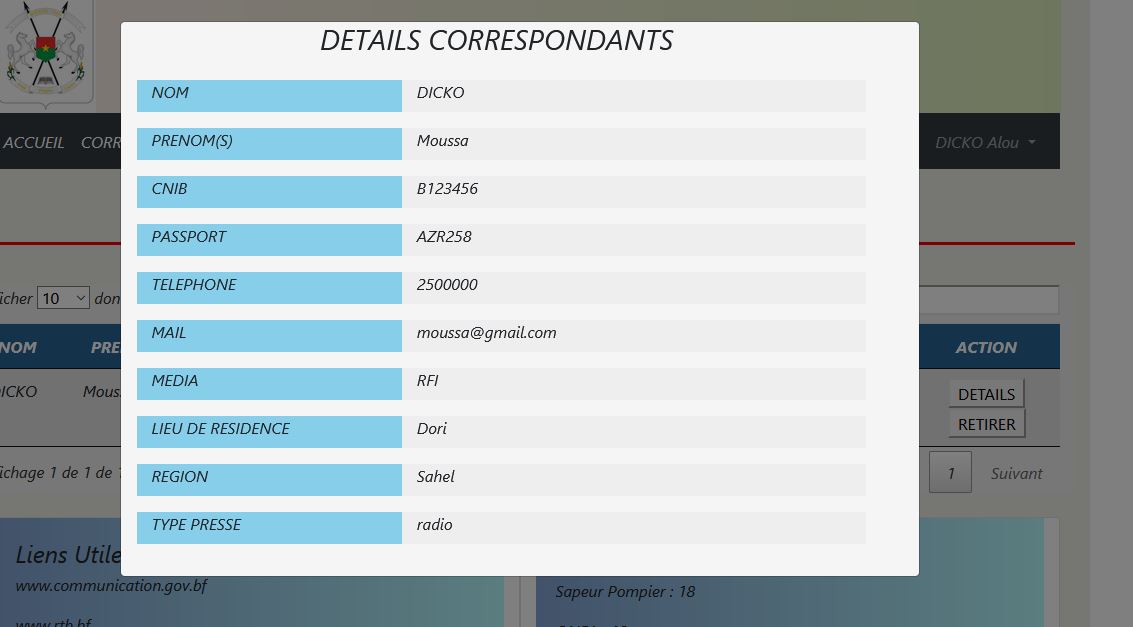 DETAILS CORRESPONDANTS
NOM DICKO
PRENOM(S) Moussa
CNIB B123456
PASSPORT AZR258
TELEPHONE 2500000
MAIL moussa@gmail.com
MEDIA RFI
LIEU DE RESIDENCE Dori
REGION Sahel
TYPE PRESSE radio
ACCUEIL CORR DICKO Alou
icher 10 don
NOM PRE ACTION
ICKO Mous DETAILS
RETIRER
ichage 1 de 1 de 1 1 Suivant
Liens Utile
www.communication.gov.bf
Sapeur Pompier : 18
www.rtb.bf